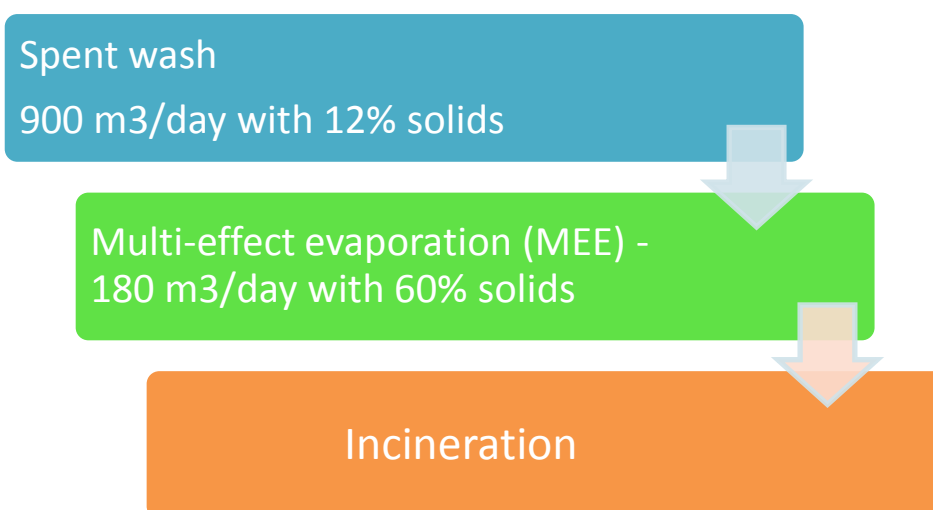 Spent wash
900 m3/day with 12% solids
Multi-effect evaporation (MEE) -
180 m3/day with 60% solids
Incineration